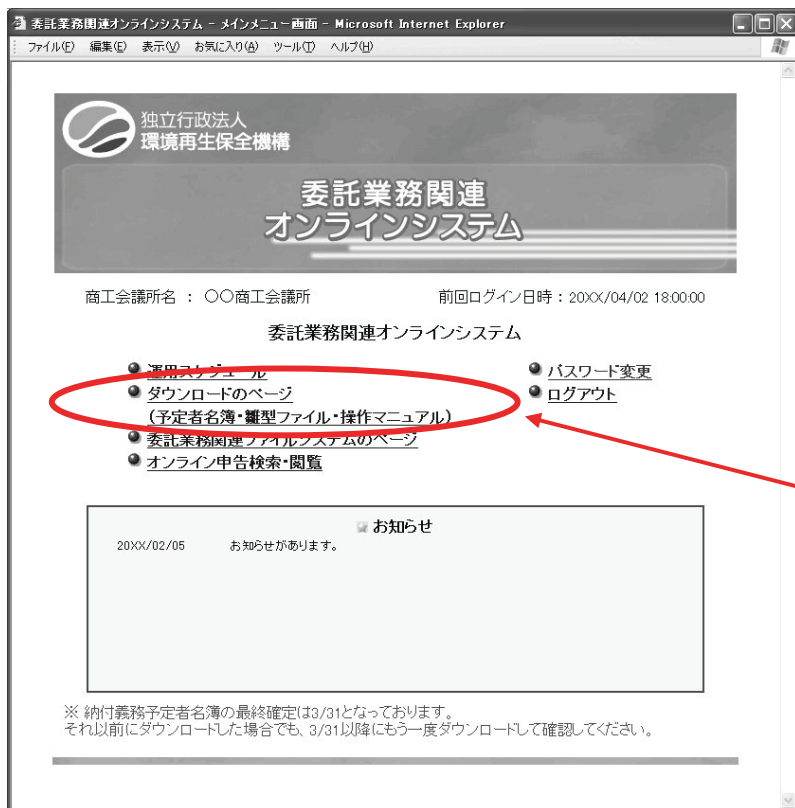 委託業務関連オンラインシステム - メインメニュー画面 - Microsoft Internet Explorer
ファイル(F) 編集(E) 表示(V) お気に入り(A) ツール(T) ヘルプ(H)
独立行政法人
環境再生保全機構
委託業務関連
オンラインシステム
商工会議所名 : 〇〇商工会議所 前回ログイン日時:20XX/04/02 18:00:00
委託業務関連オンラインシステム
運用スケジュール パスワード変更
ダウンロードのページ ログアウト
(予定者名簿・雛型ファイル・操作マニュアル)
委託業務関連ファイルシステムのページ
オンライン申告検索・閲覧
お知らせ
20XX/02/05 お知らせがあります。
※ 納付義務予定者名簿の最終確定は3/31となっております。
それ以前にダウンロードした場合でも、3/31以降にもう一度ダウンロードして確認してください。